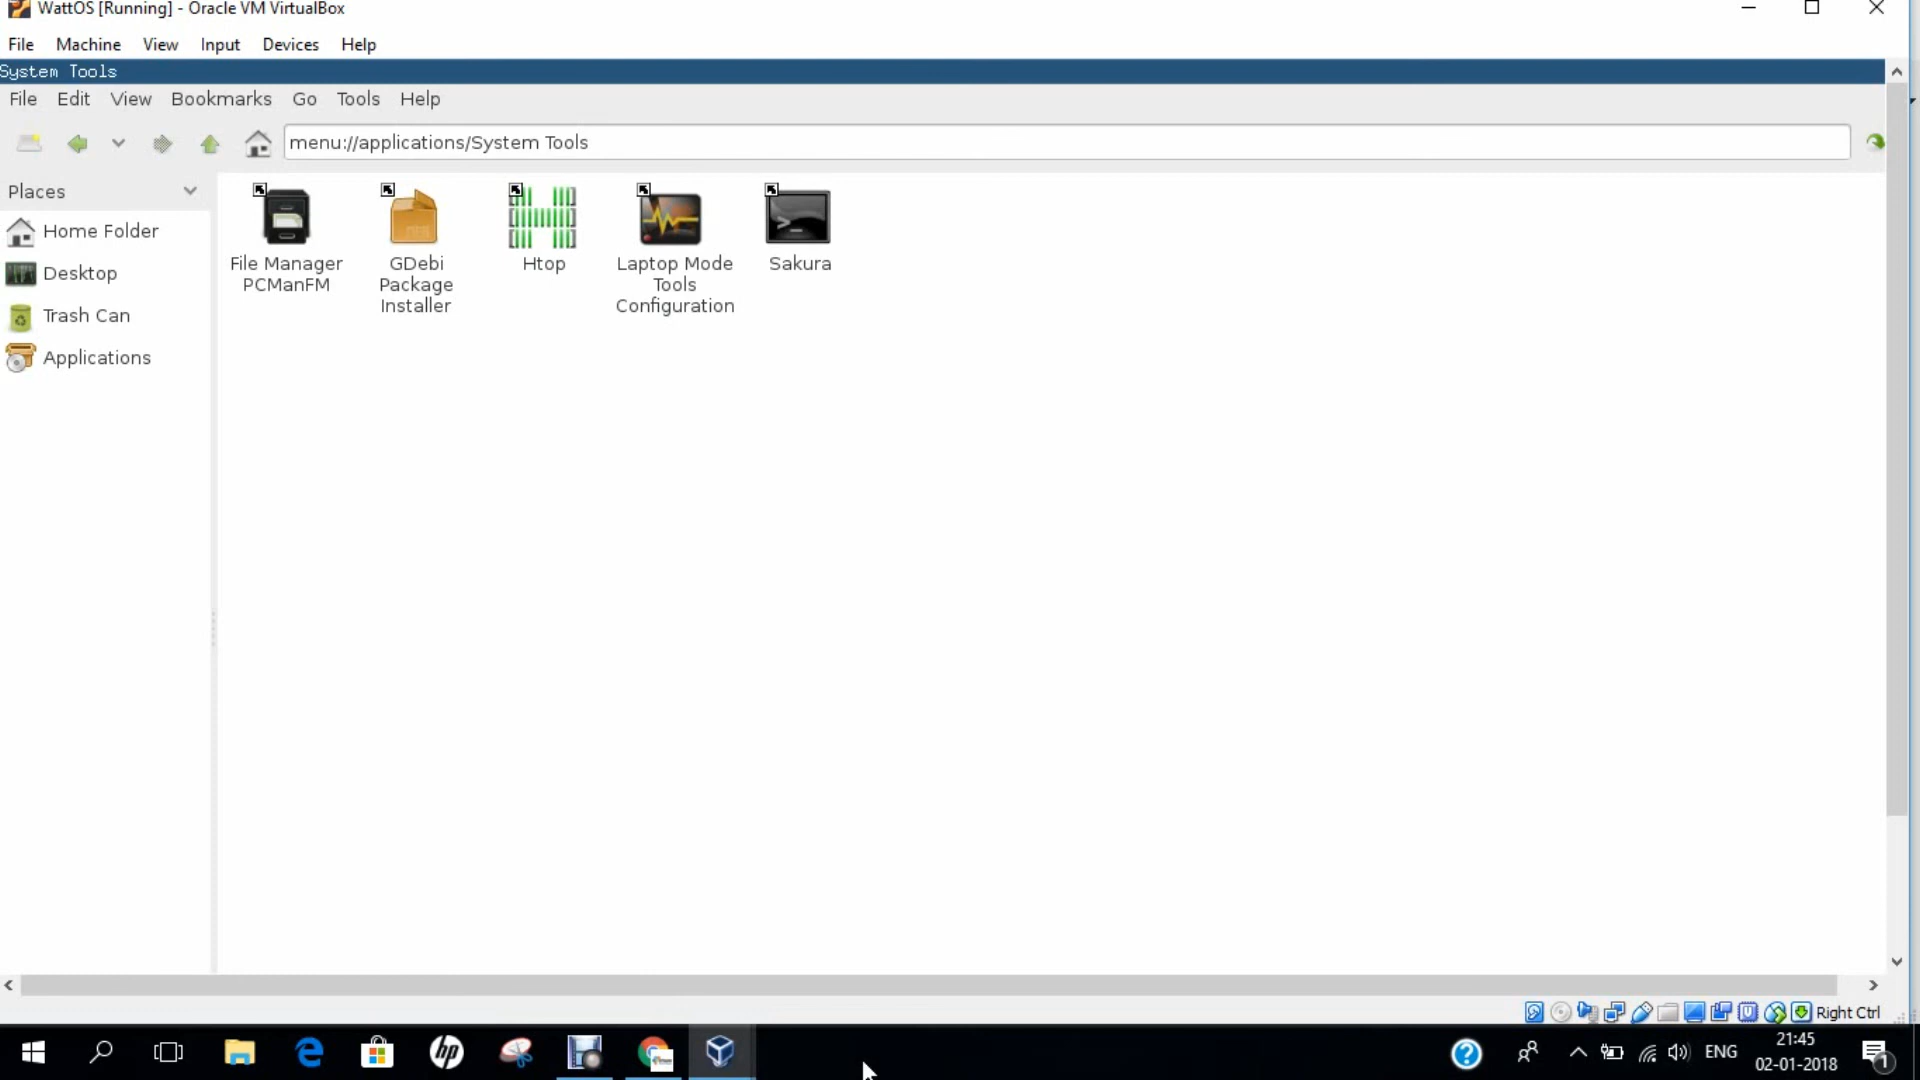 WattOS [Running] - Oracle VM VirtualBox
File Machine View Input Devices Help
System Tools
File Edit View Bookmarks Go Tools Help
menu://applications/System Tools
Places
Home Folder
Desktop
Trash Can
Applications
File Manager
PCManFM
GDebi
Package
Installer
Htop
Laptop Mode
Tools
Configuration
Sakura
Right Ctrl
hp
ENG
21:45
02-01-2018
1